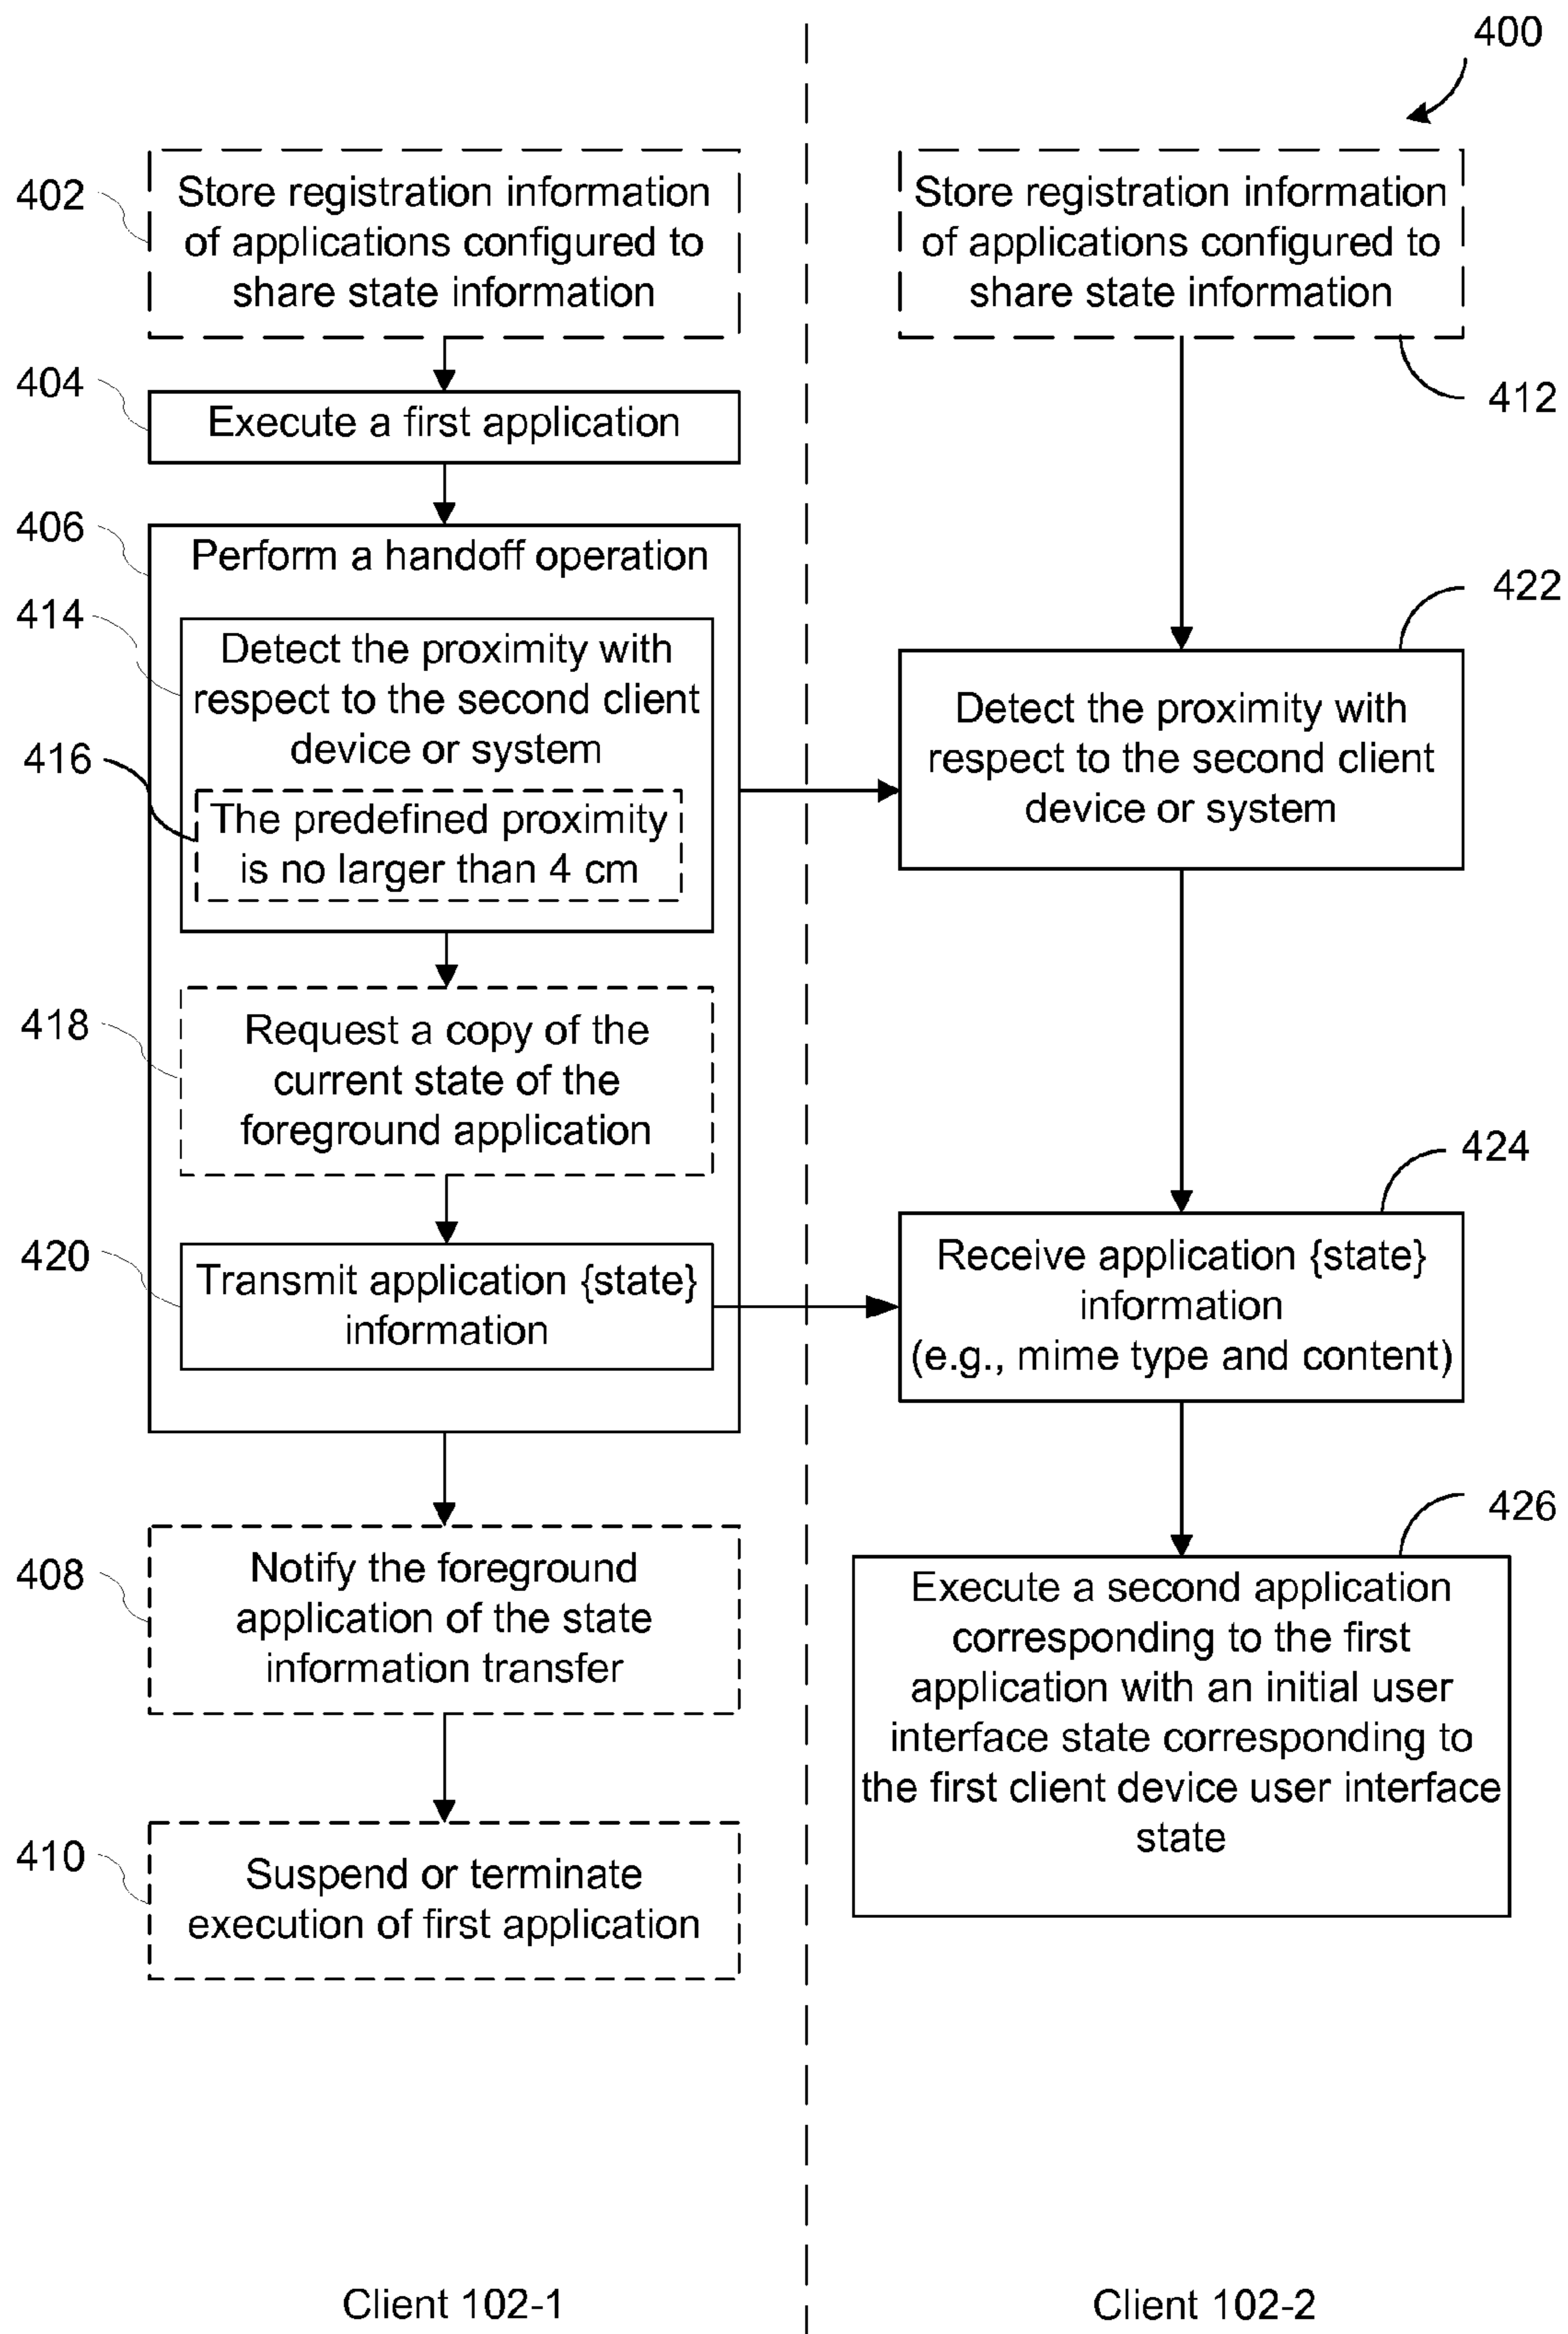 400
402
Store registration information
of applications configured to
share state information
404
Execute a first application
406
Perform a handoff operation
414
Detect the proximity with
respect to the second client
device or system
416
The predefined proximity
is no larger than 4 cm
418
Request a copy of the
current state of the
foreground application
420
Transmit application {state}
information
408
Notify the foreground
application of the state
information transfer
410
Suspend or terminate
execution of first application
Client 102-1
Store registration information
of applications configured to
share state information
412
422
Detect the proximity with
respect to the second client
device or system
424
Receive application {state}
information
(e.g., mime type and content)
426
Execute a second application
corresponding to the first
application with an initial user
interface state corresponding to
the first client device user interface
state
Client 102-2